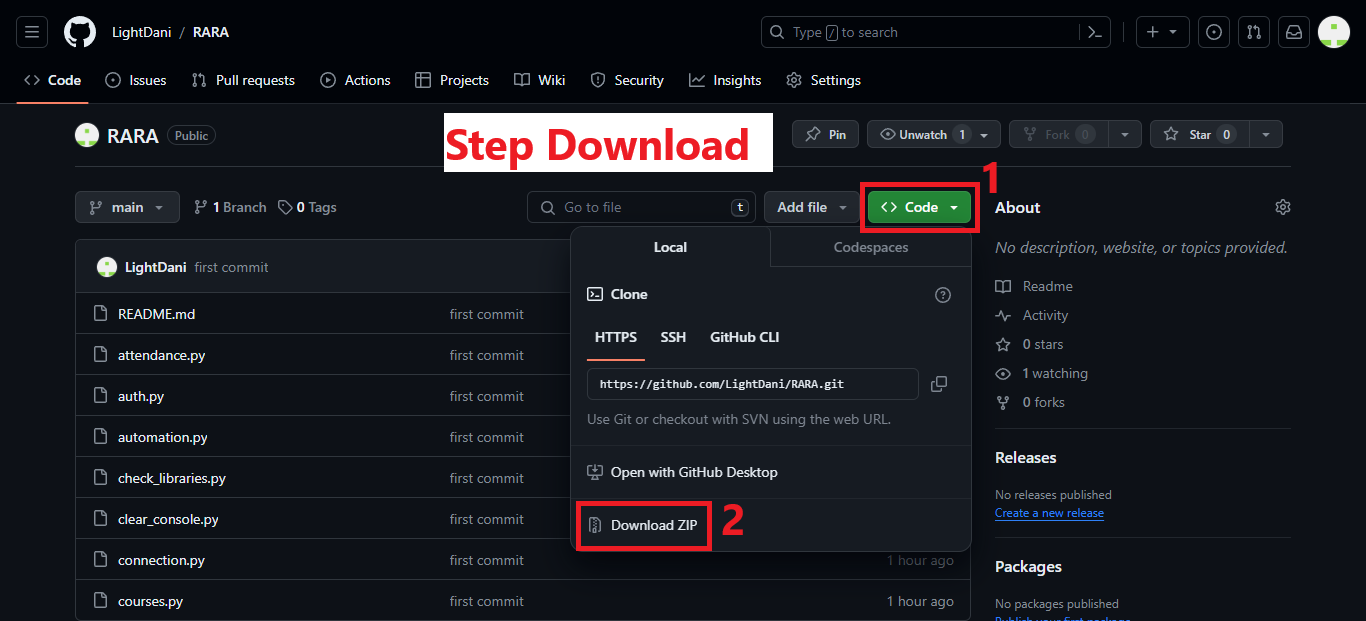 LightDani / RARA
Type / to search
Code Issues Pull requests Actions Projects Wiki Security Insights Settings
RARA Public
Step Download
Pin Unwatch 1 Fork 0 Star 0
1
main 1 Branch 0 Tags
Go to file t Add file Code
About
No description, website, or topics provided.
Readme
Activity
0 stars
1 watching
0 forks
Releases
No releases published
Create a new release
Packages
No packages published
Publish your first package
Local Codespaces
Clone
HTTPS SSH GitHub CLI
https://github.com/LightDani/RARA.git
Use Git or checkout with SVN using the web URL.
Open with GitHub Desktop
Download ZIP 2
LightDani first commit
README.md first commit
attendance.py first commit
auth.py first commit
automation.py first commit
check_libraries.py first commit
clear_console.py first commit
connection.py first commit 1 hour ago
courses.py first commit 1 hour ago